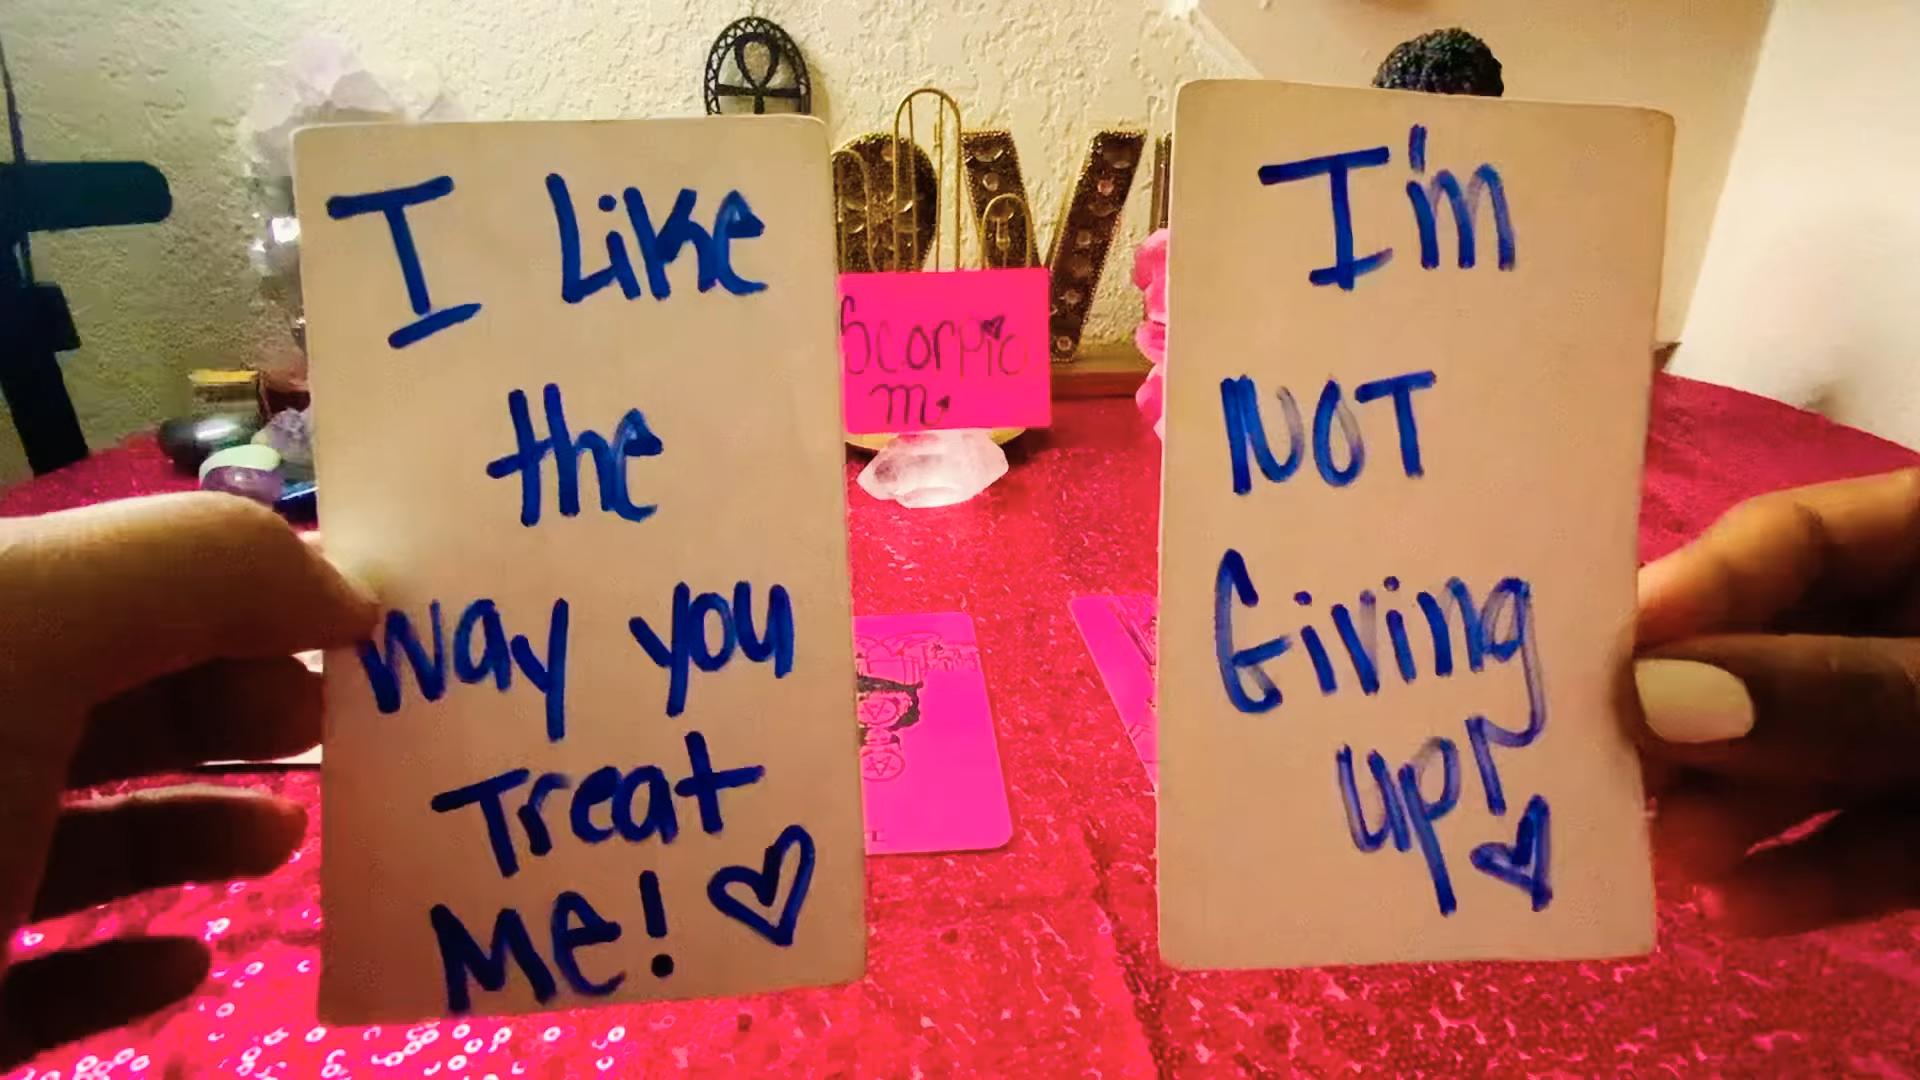 I Like
the
way you
Treat
Me!
Scorpio
I'm
NOT
Giving
up